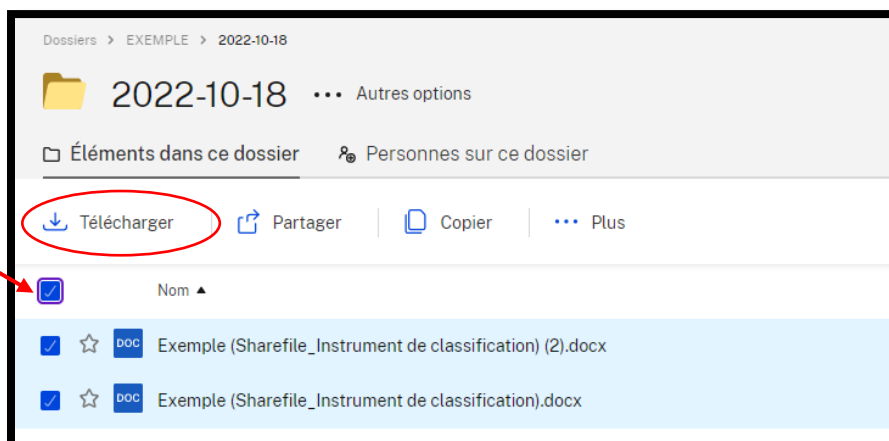 Dossiers > EXEMPLE > 2022-10-18
2022-10-18 ••• Autres options
Éléments dans ce dossier Personnes sur ce dossier
Télécharger Partager Copier ••• Plus
Nom ▲
DOC Exemple (Sharefile_Instrument de classification) (2).docx
DOC Exemple (Sharefile_Instrument de classification).docx